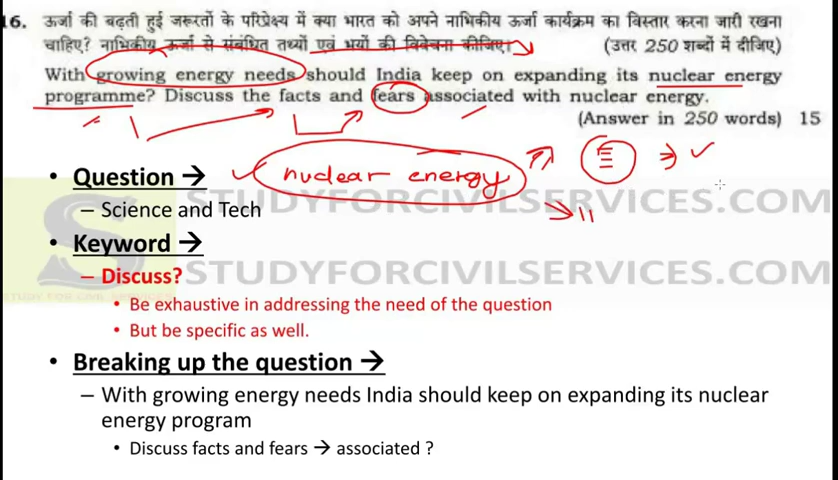 16. ऊर्जा की बढ़ती हुई जरूरतों के परिप्रेक्ष्य में क्या भारत को अपने नाभिकीय ऊर्जा कार्यक्रम का विस्तार करना जारी रखना
चाहिए? नाभिकीय ऊर्जा से संबंधित तथ्यों एवं भयों की विवेचना कीजिए। (उत्तर 250 शब्दों में दीजिए)
With growing energy needs should India keep on expanding its nuclear energy
programme? Discuss the facts and fears associated with nuclear energy.
(Answer in 250 words) 15
• Question → nuclear energy
STUDYFORCIVILSERVICES.COM
– Science and Tech
• Keyword →
STUDYFORCIVILSERVICES.COM
– Discuss?
STUDY FOR CIVIL SERVICES
• Be exhaustive in addressing the need of the question
• But be specific as well.
• Breaking up the question →
– With growing energy needs India should keep on expanding its nuclear
energy program
• Discuss facts and fears → associated ?